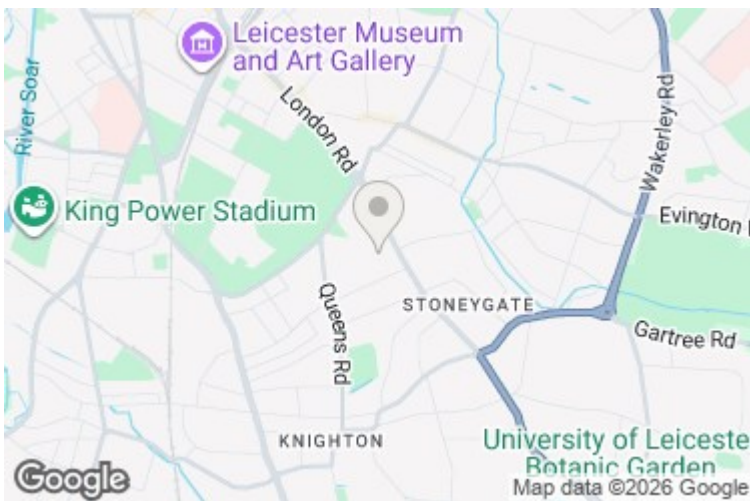 Leicester Museum
and Art Gallery
River Soar
London Rd
Wakerley Rd
King Power Stadium
Evington
Queens Rd
STONEYGATE
Gartree Rd
KNIGHTON
University of Leiceste
Botanic Garden
Google
Map data ©2026 Google